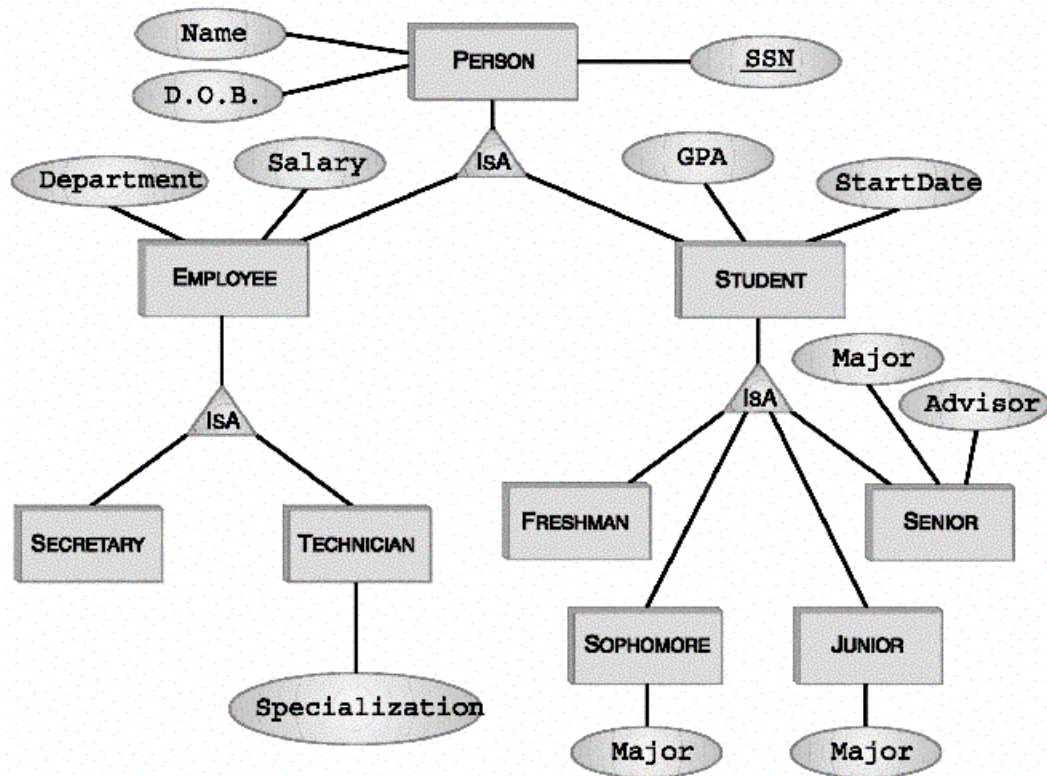 Name
PERSON
SSN
D.O.B.
IsA
Department
Salary
GPA
StartDate
EMPLOYEE
STUDENT
Major
IsA
IsA
Advisor
SECRETARY
TECHNICIAN
FRESHMAN
SENIOR
SOPHOMORE
JUNIOR
Specialization
Major
Major